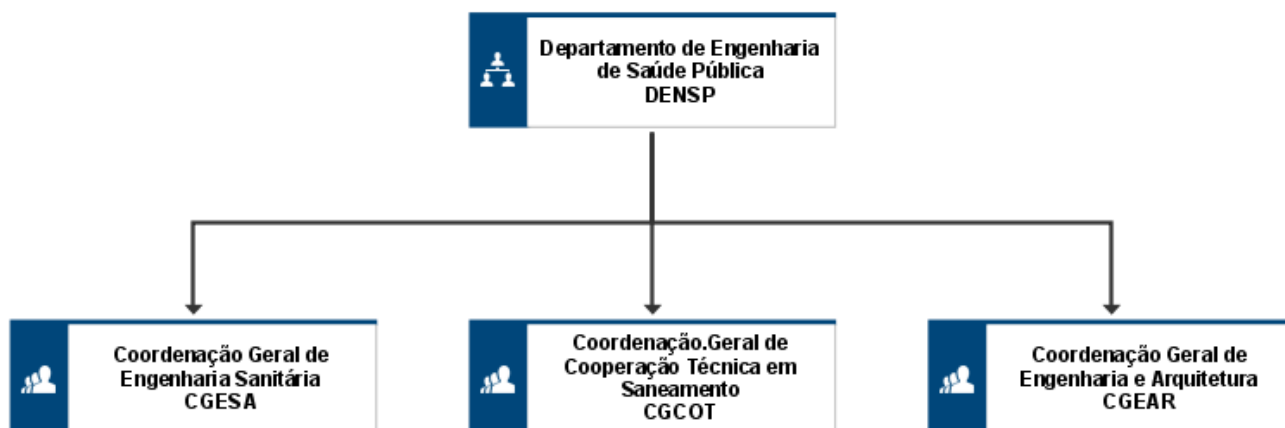 Departamento de Engenharia
de Saúde Pública
DENSP
Coordenação Geral de
Engenharia Sanitária
CGESA
Coordenação.Geral de
Cooperação Técnica em
Saneamento
CGCOT
Coordenação Geral de
Engenharia e Arquitetura
CGEAR